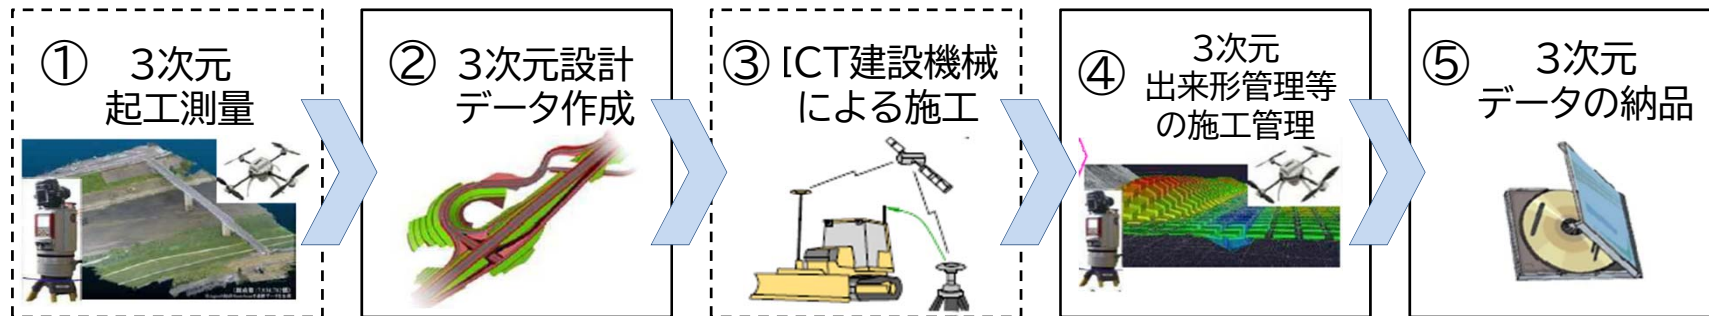 ① 3次元
起工測量
② 3次元設計
データ作成
③ ICT建設機械
による施工
④ 3次元
出来形管理等
の施工管理
⑤ 3次元
データの納品